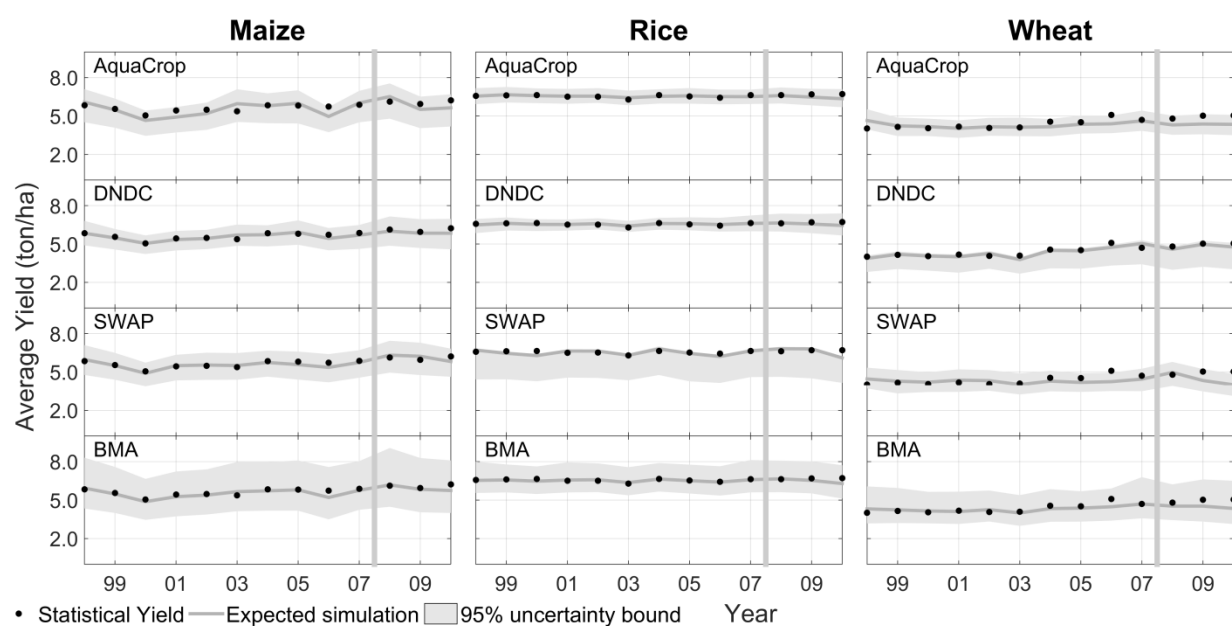 Maize Rice Wheat
AquaCrop AquaCrop AquaCrop
8.0
5.0
2.0
DNDC DNDC DNDC
8.0
5.0
2.0
SWAP SWAP SWAP
8.0
5.0
2.0
BMA BMA BMA
8.0
5.0
2.0
Average Yield (ton/ha)
99 01 03 05 07 09 99 01 03 05 07 09 99 01 03 05 07 09
Statistical Yield Expected simulation 95% uncertainty bound Year